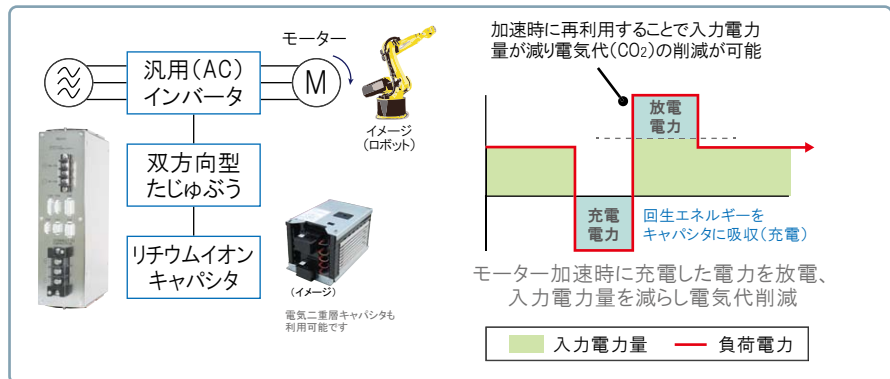 モーター
汎用(AC)
インバータ
M
イメージ
(ロボット)
双方向型
たじゅぶう
リチウムイオン
キャパシタ
(イメージ)
電気二重層キャパシタも
利用可能です
加速時に再利用することで入力電力
量が減り電気代(CO₂)の削減が可能
放電
電力
充電
電力
回生エネルギーを
キャパシタに吸収(充電)
モーター加速時に充電した電力を放電、
入力電力量を減らし電気代削減
入力電力量
負荷電力